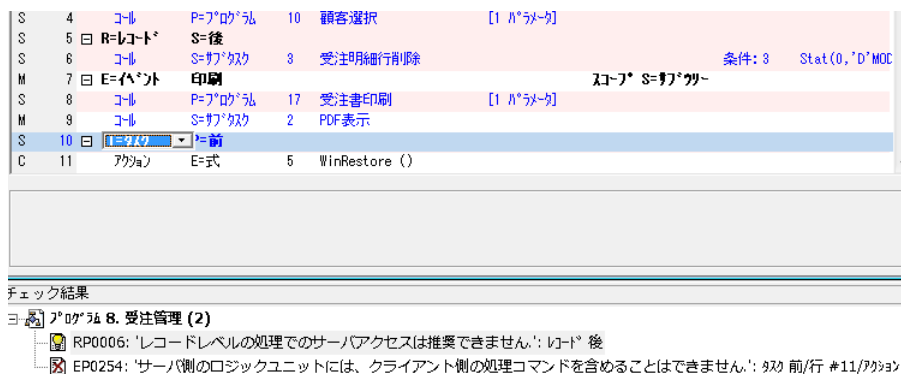 S 4 ｺｰﾙ P=ﾌﾟﾛｸﾞﾗﾑ 10 顧客選択 [1 ﾊﾟﾗﾒｰﾀ]
S 5 R=ﾚｺｰﾄﾞ S=後
S 6 ｺｰﾙ S=ｻﾌﾞﾀｽｸ 3 受注明細行削除 条件: 3 Stat(0,'D'MOD
M 7 E=ｲﾍﾞﾝﾄ 印刷 ｽｺｰﾌﾟ S=ｻﾌﾞﾂﾘｰ
S 8 ｺｰﾙ P=ﾌﾟﾛｸﾞﾗﾑ 17 受注書印刷 [1 ﾊﾟﾗﾒｰﾀ]
M 9 ｺｰﾙ S=ｻﾌﾞﾀｽｸ 2 PDF表示
S 10 T=ﾀｽｸ P=前
C 11 ｱｸｼｮﾝ E=式 5 WinRestore ()
チェック結果
ﾌﾟﾛｸﾞﾗﾑ 8. 受注管理 (2)
RP0006: 'レコードレベルの処理でのサーバアクセスは推奨できません.': ﾚｺｰﾄﾞ 後
EP0254: 'サーバ側のロジックユニットには、クライアント側の処理コマンドを含めることはできません.': ﾀｽｸ 前/行 #11/ｱｸｼｮﾝ